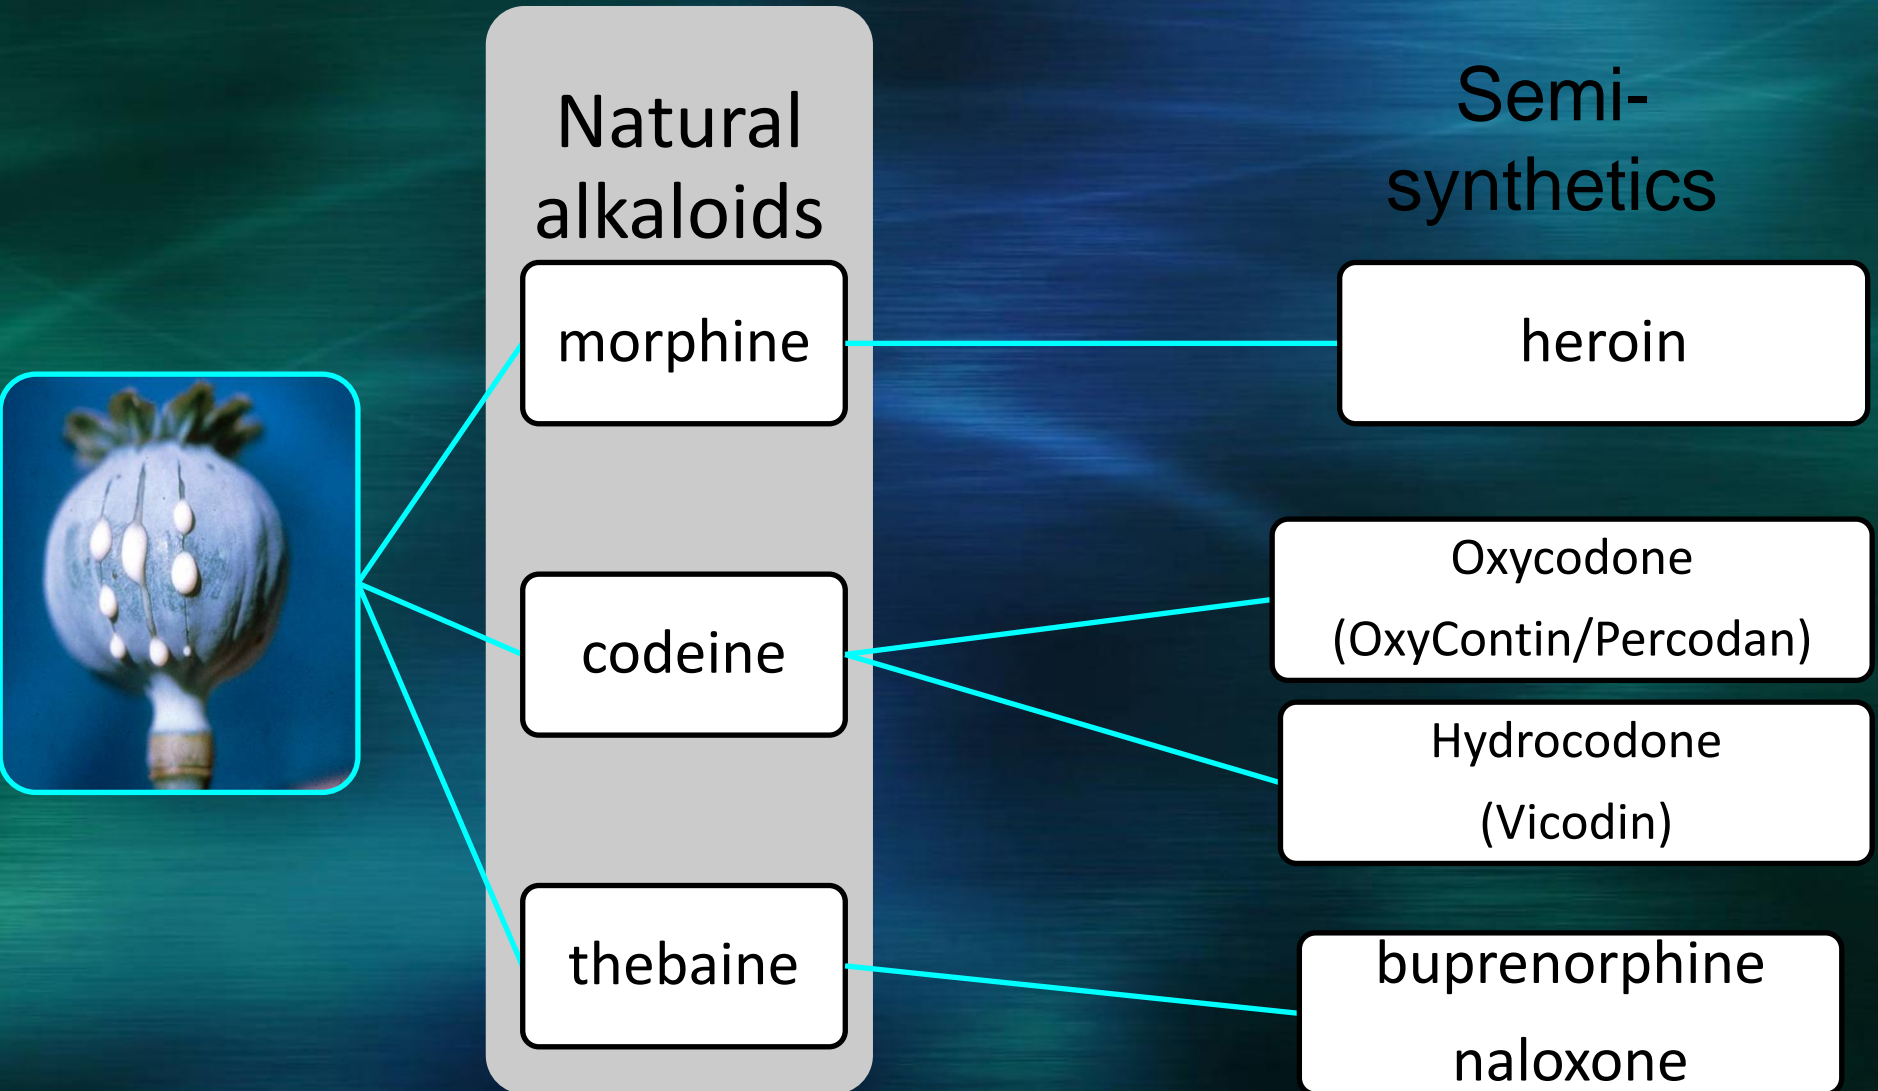 Natural
alkaloids
Semi-
synthetics
morphine
heroin
codeine
Oxycodone
(OxyContin/Percodan)
Hydrocodone
(Vicodin)
thebaine
buprenorphine
naloxone